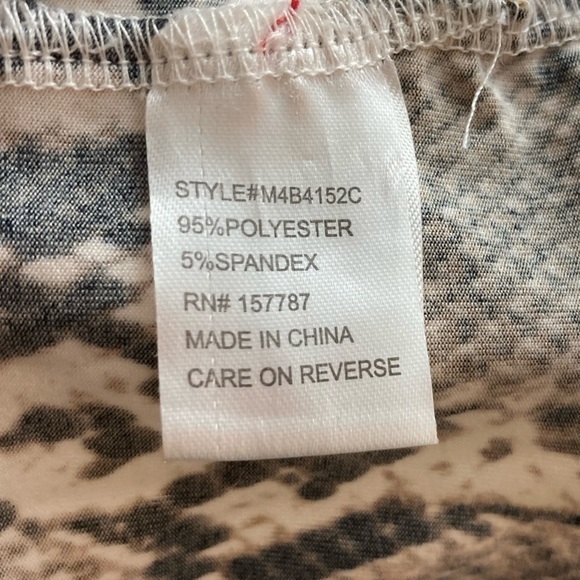 STYLE#M4B4152C
95%POLYESTER
5%SPANDEX
RN# 157787
MADE IN CHINA
CARE ON REVERSE